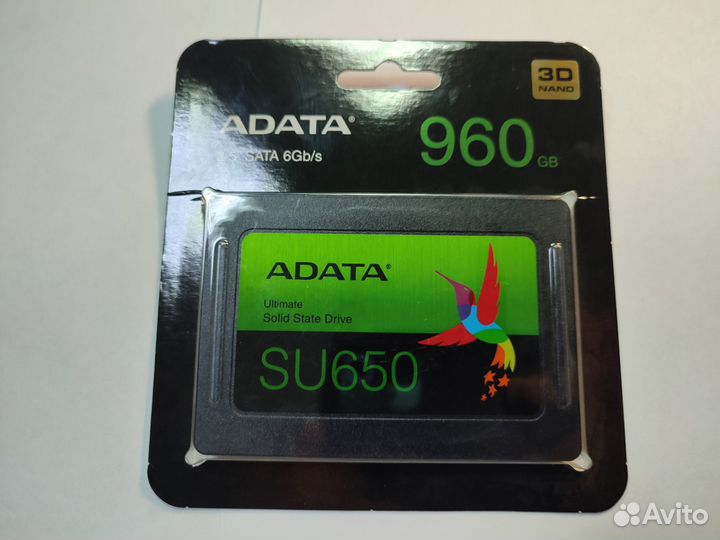 3D
NAND
ADATA®
SATA 6Gb/s
960 GB
ADATA®
Ultimate
Solid State Drive
SU650
Avito